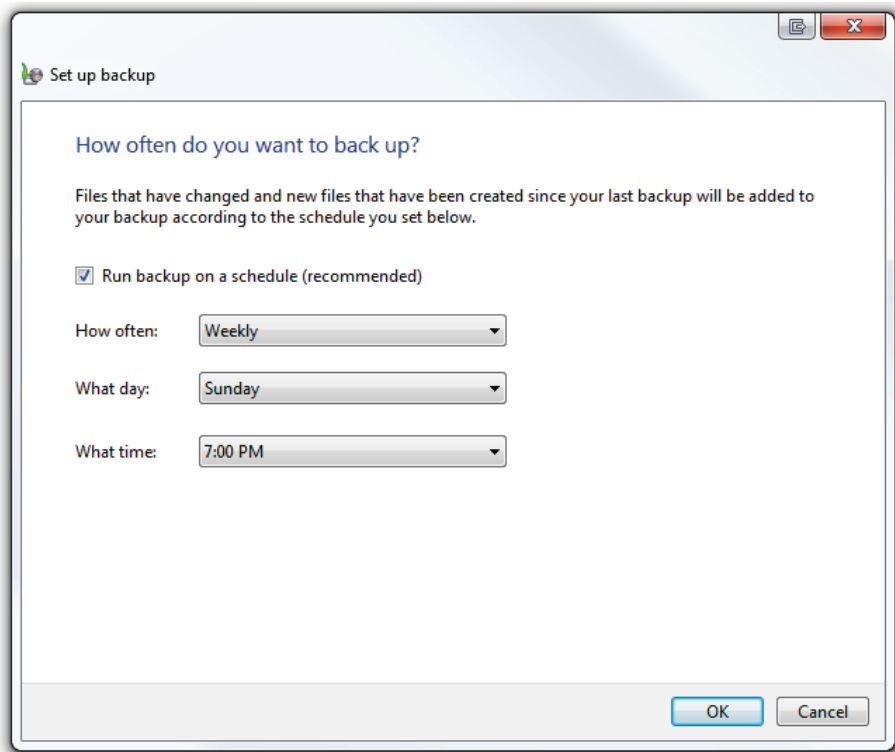 Set up backup
How often do you want to back up?
Files that have changed and new files that have been created since your last backup will be added to
your backup according to the schedule you set below.
Run backup on a schedule (recommended)
How often: Weekly
What day: Sunday
What time: 7:00 PM
OK Cancel